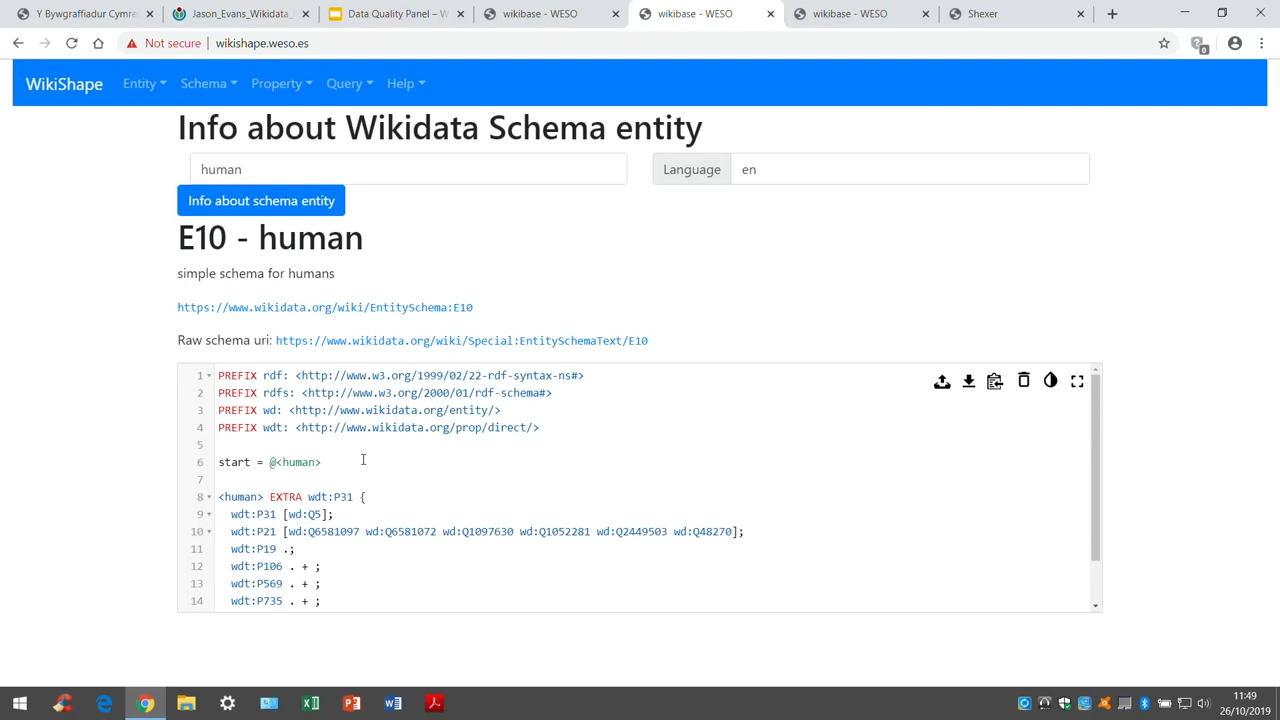 Y Bywgraffiadur Cymre
Jason_Evans_Wikidata_
Data Quality Panel – W
wikibase - WESO
wikibase - WESO
wikibase - WESO
Shexer
Not secure
wikishape.weso.es
0
WikiShape
Entity
Schema
Property
Query
Help
Info about Wikidata Schema entity
human
Language
en
Info about schema entity
E10 - human
simple schema for humans
https://www.wikidata.org/wiki/EntitySchema:E10
Raw schema uri: https://www.wikidata.org/wiki/Special:EntitySchemaText/E10
1 PREFIX rdf: <http://www.w3.org/1999/02/22-rdf-syntax-ns#>
2 PREFIX rdfs: <http://www.w3.org/2000/01/rdf-schema#>
3 PREFIX wd: <http://www.wikidata.org/entity/>
4 PREFIX wdt: <http://www.wikidata.org/prop/direct/>
5
6 start = @<human>
7
8 <human> EXTRA wdt:P31 {
9 wdt:P31 [wd:Q5];
10 wdt:P21 [wd:Q6581097 wd:Q6581072 wd:Q1097630 wd:Q1052281 wd:Q2449503 wd:Q48270];
11 wdt:P19 .;
12 wdt:P106 . + ;
13 wdt:P569 . + ;
14 wdt:P735 . + ;
11:49
26/10/2019